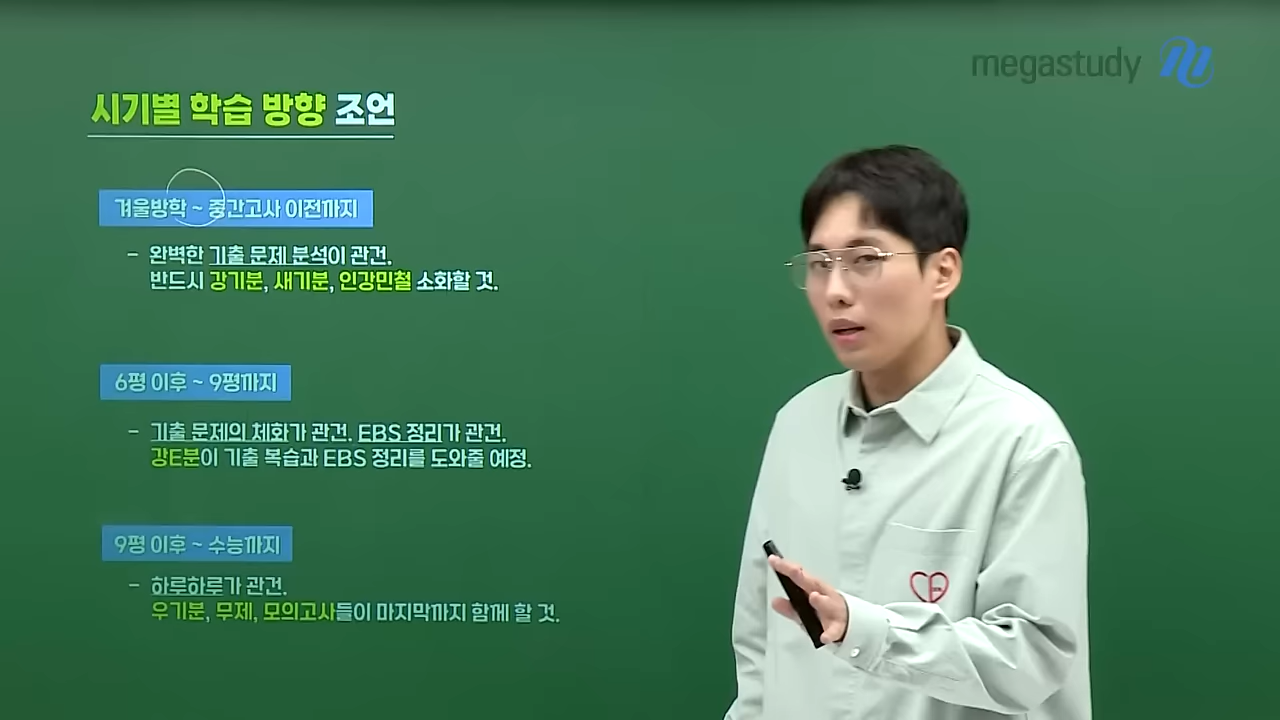 megastudy
시기별 학습 방향 조언
겨울방학 ~ 중간고사 이전까지
- 완벽한 기출 문제 분석이 관건.
반드시 강기분, 새기분, 인강민철 소화할 것.
6평 이후 ~ 9평까지
- 기출 문제의 체화가 관건. EBS 정리가 관건.
강E분이 기출 복습과 EBS 정리를 도와줄 예정.
9평 이후 ~ 수능까지
- 하루하루가 관건.
우기분, 무제, 모의고사들이 마지막까지 함께 할 것.